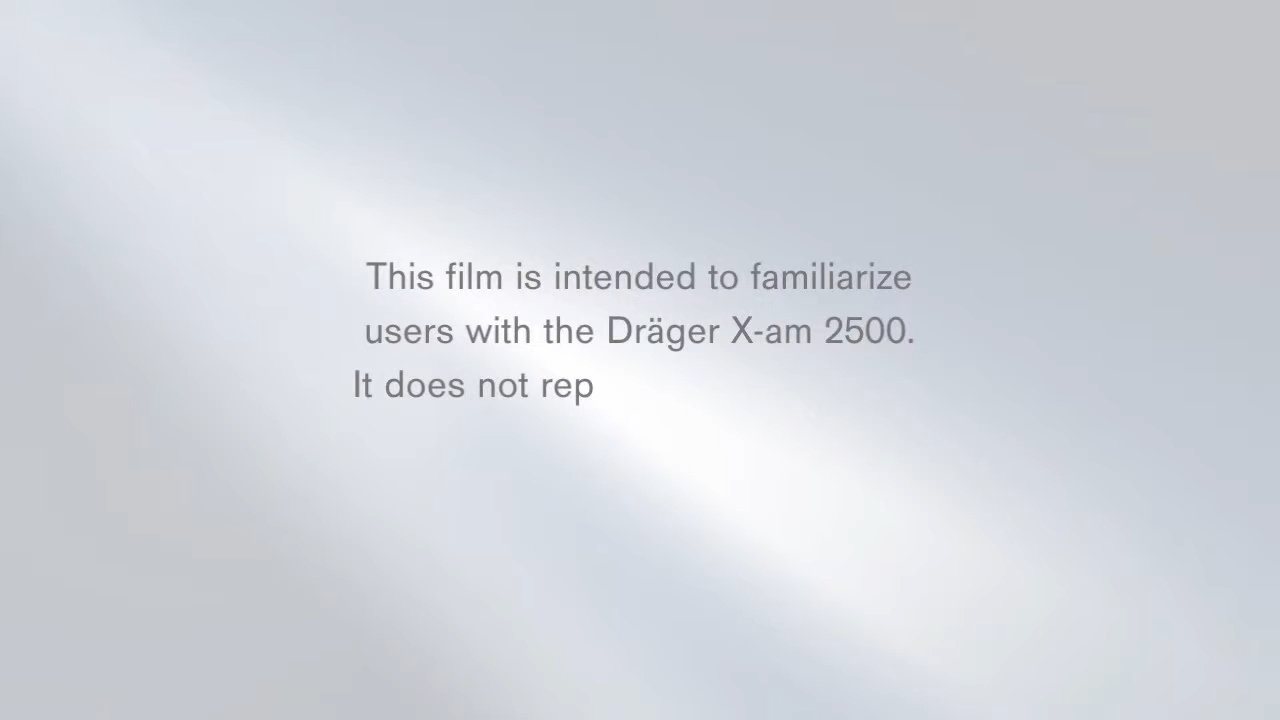 This film is intended to familiarize
users with the Dräger X-am 2500.
It does not rep